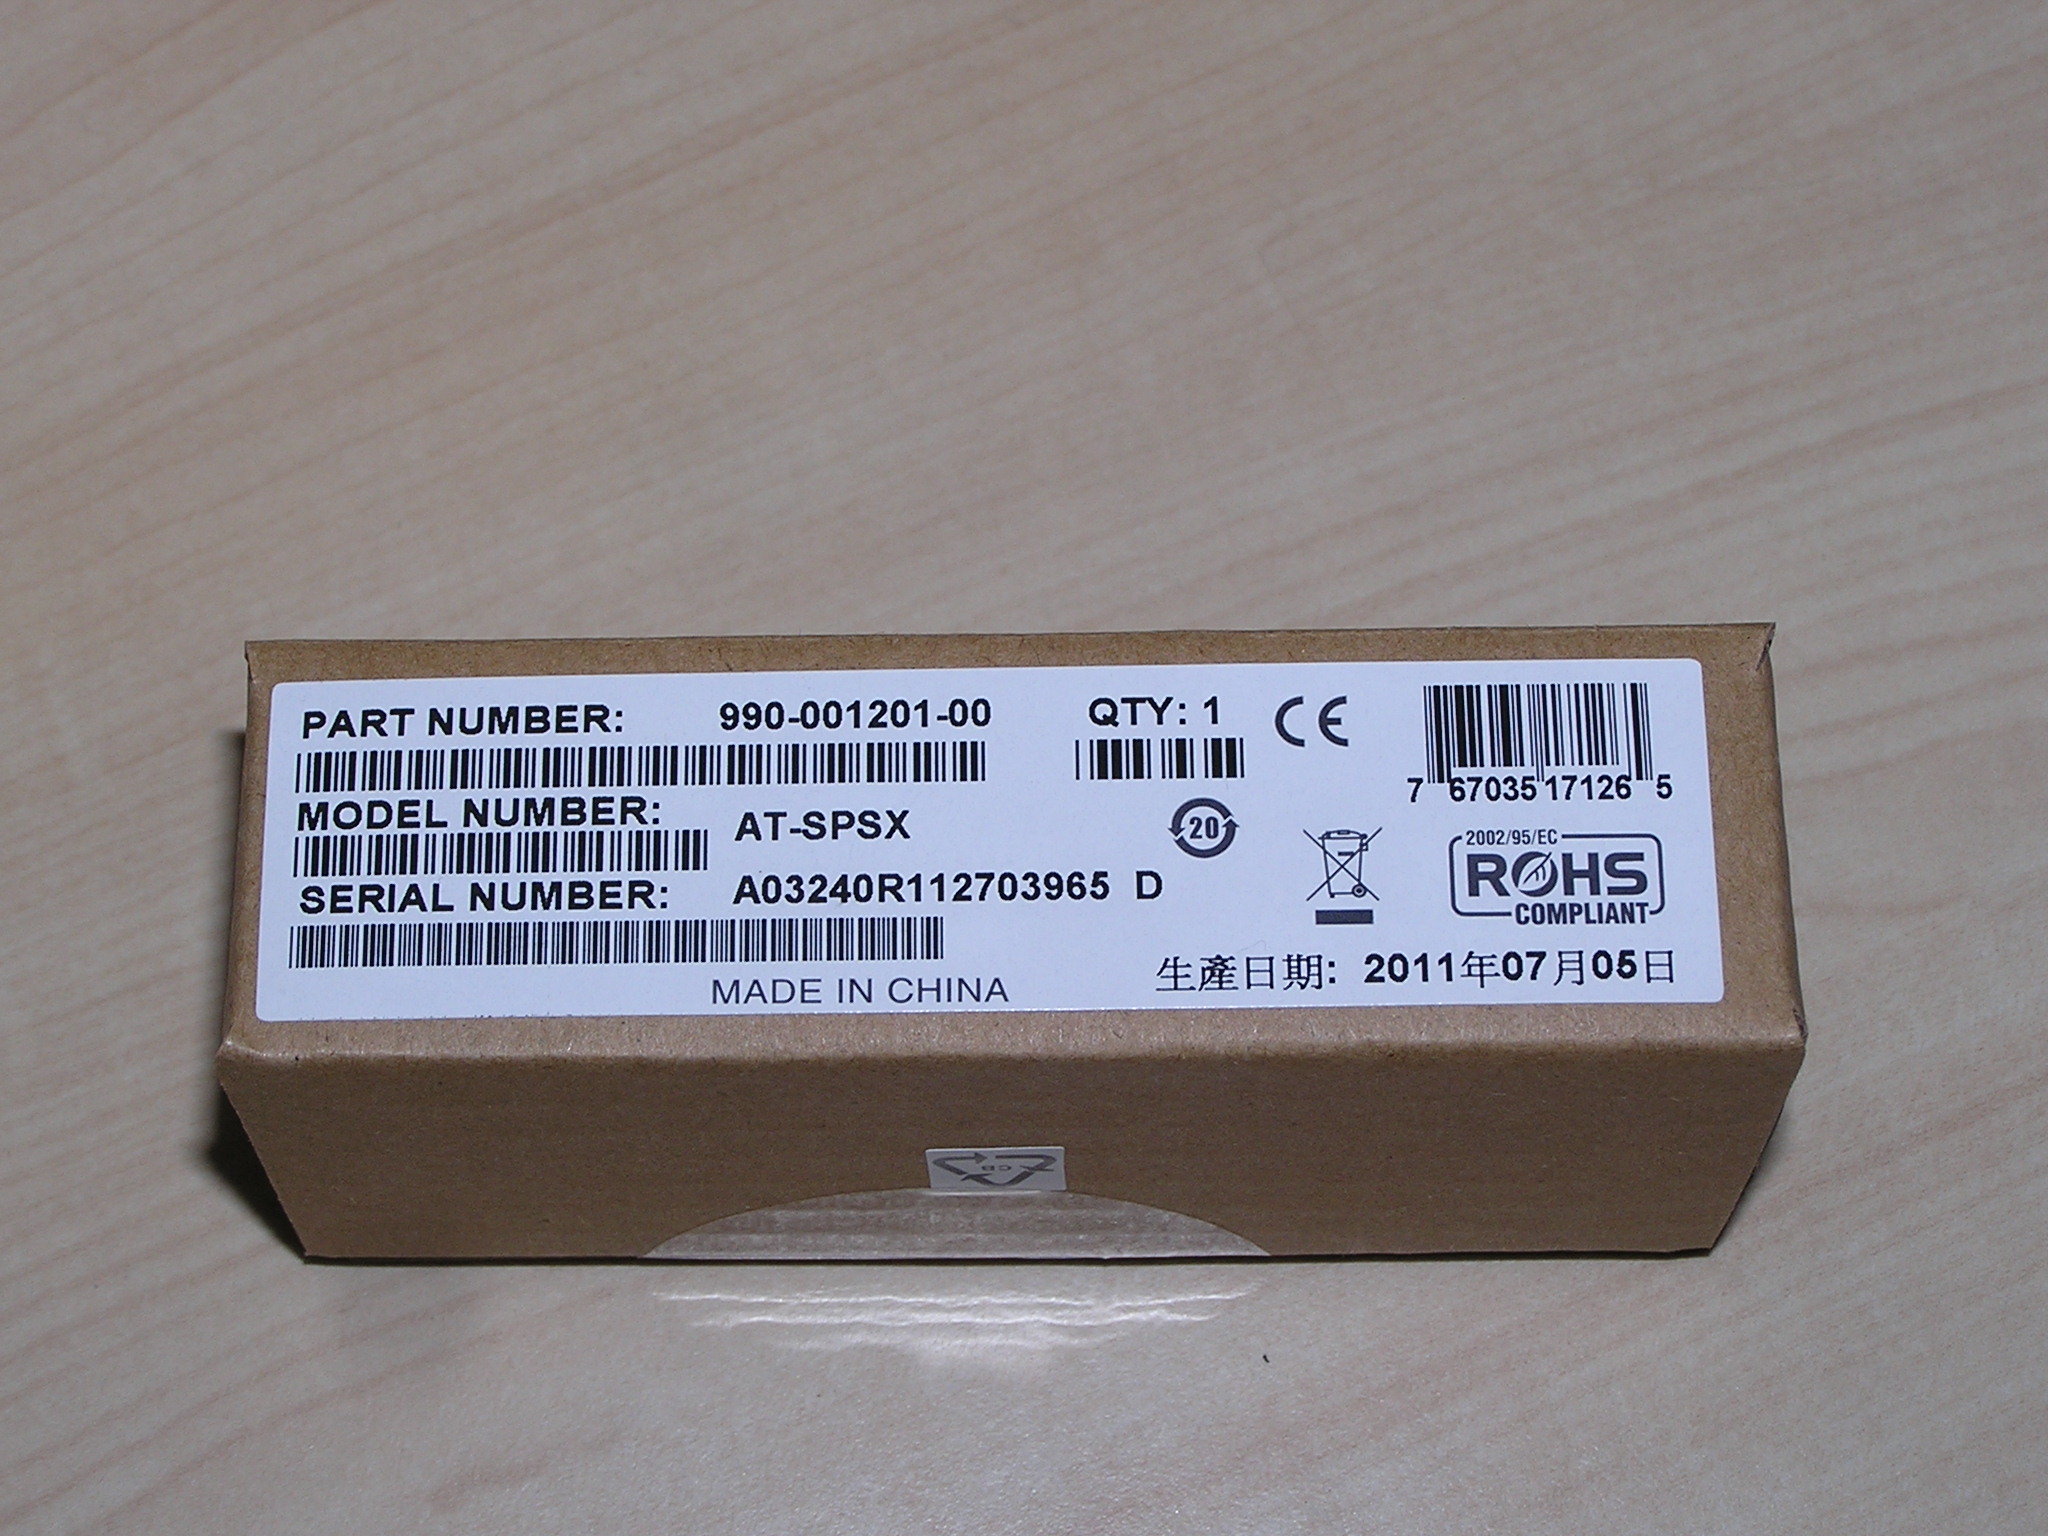 PART NUMBER: 990-001201-00 QTY: 1 CE
7 67035 17126 5
MODEL NUMBER: AT-SPSX
20
2002/95/EC
ROHS
COMPLIANT
SERIAL NUMBER: A03240R112703965 D
生產日期: 2011年07月05日
MADE IN CHINA
CB